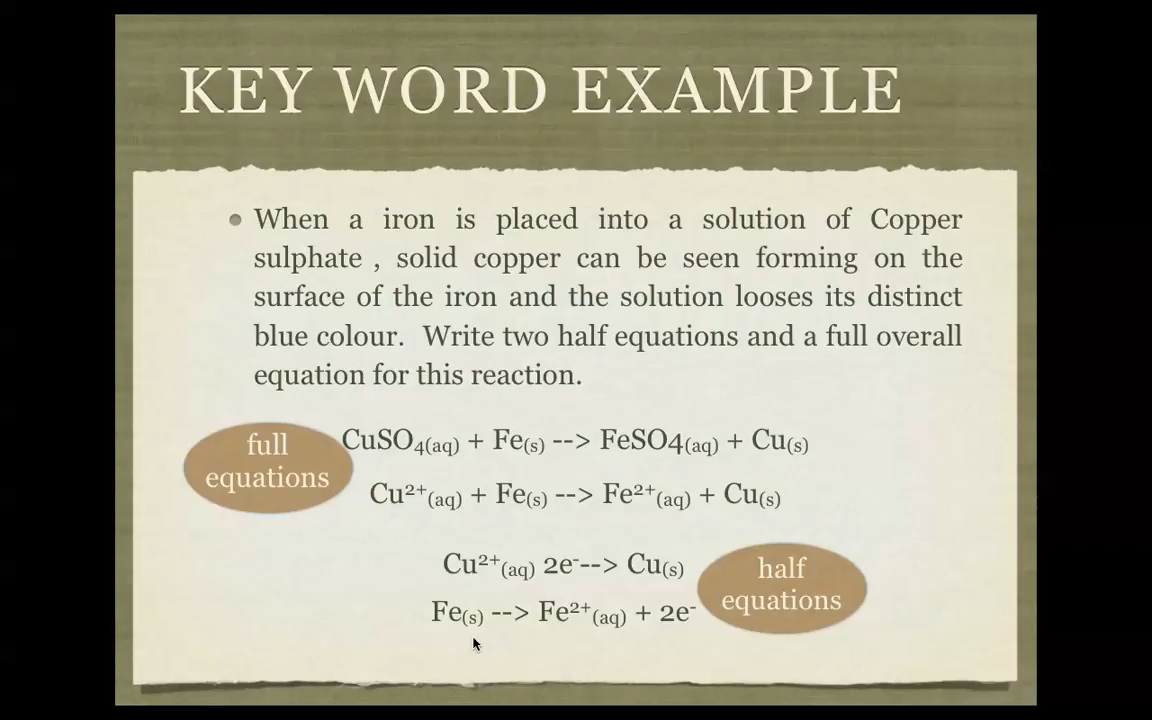 KEY WORD EXAMPLE
When a iron is placed into a solution of Copper
sulphate , solid copper can be seen forming on the
surface of the iron and the solution looses its distinct
blue colour. Write two half equations and a full overall
equation for this reaction.
full
equations
CuSO₄(aq) + Fe(s) --> FeSO4(aq) + Cu(s)
Cu²⁺(aq) + Fe(s) --> Fe²⁺(aq) + Cu(s)
Cu²⁺(aq) 2e⁻--> Cu(s)
Fe(s) --> Fe²⁺(aq) + 2e⁻
half
equations